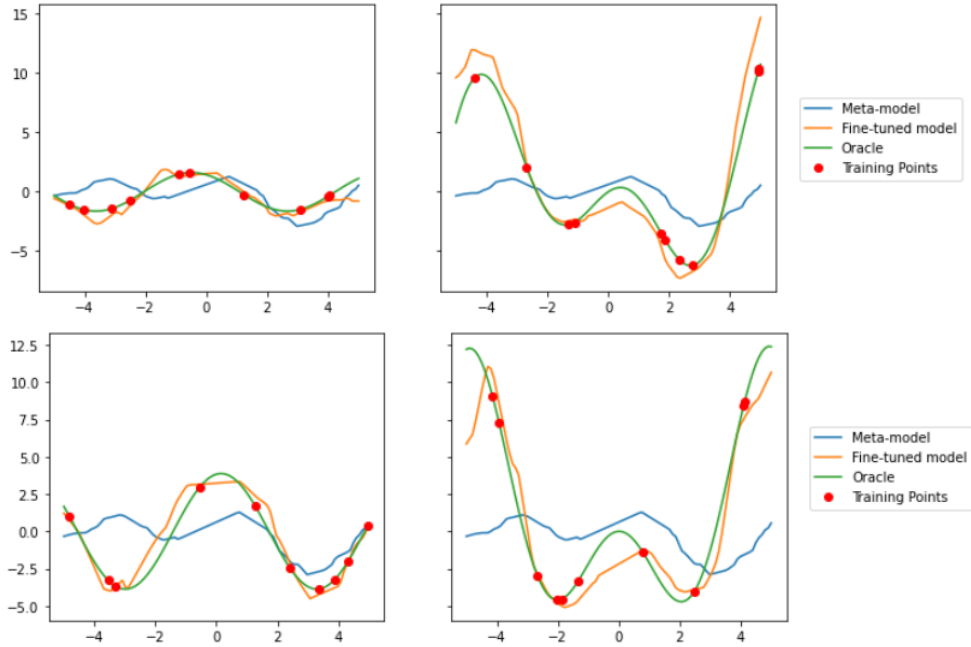 15
10
5
0
−5
−4 −2 0 2 4
−4 −2 0 2 4
Meta-model
Fine-tuned model
Oracle
Training Points
12.5
10.0
7.5
5.0
2.5
0.0
−2.5
−5.0
−4 −2 0 2 4
−4 −2 0 2 4
Meta-model
Fine-tuned model
Oracle
Training Points